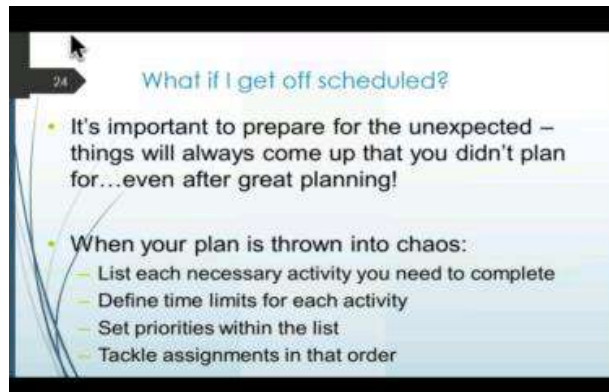 24
What if I get off scheduled?
• It's important to prepare for the unexpected –
things will always come up that you didn't plan
for...even after great planning!
• When your plan is thrown into chaos:
– List each necessary activity you need to complete
– Define time limits for each activity
– Set priorities within the list
– Tackle assignments in that order